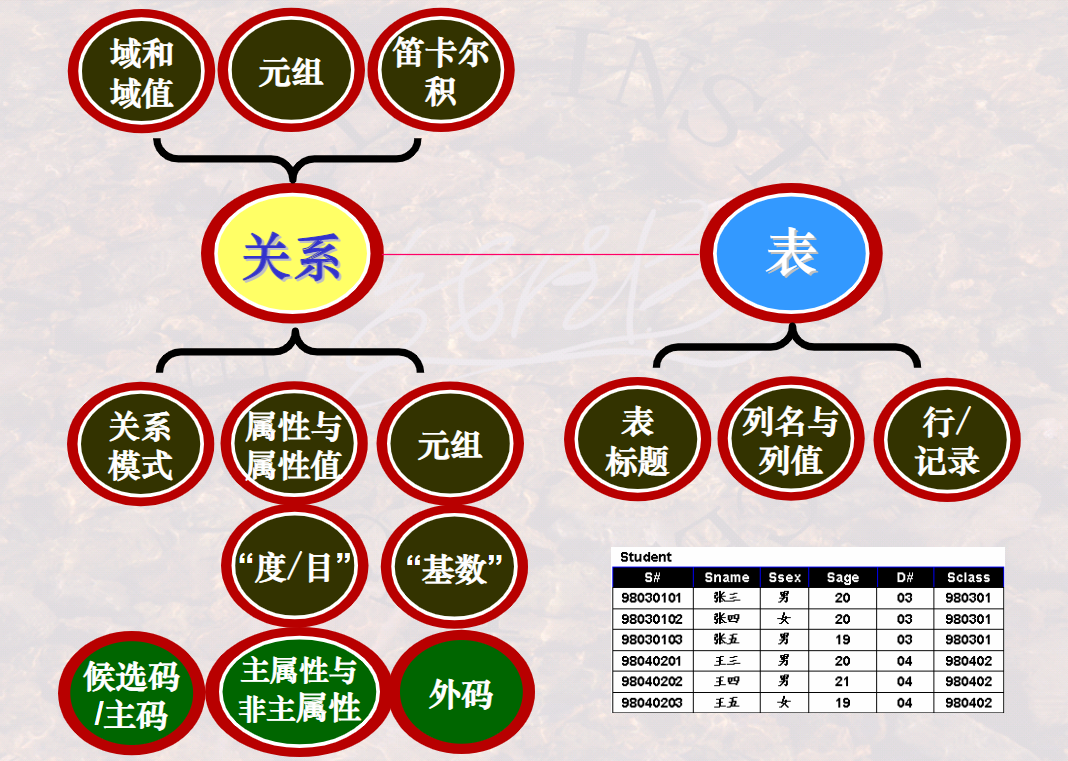 域和
域值
元组
笛卡尔
积
关系
表
关系
模式
属性与
属性值
元组
表
标题
列名与
列值
行/
记录
“度/目”
“基数”
候选码
/主码
主属性与
非主属性
外码
Student
S# Sname Ssex Sage D# Sclass
98030101 张三 男 20 03 980301
98030102 张四 女 20 03 980301
98030103 张五 男 19 03 980301
98040201 王三 男 20 04 980402
98040202 王四 男 21 04 980402
98040203 王五 女 19 04 980402